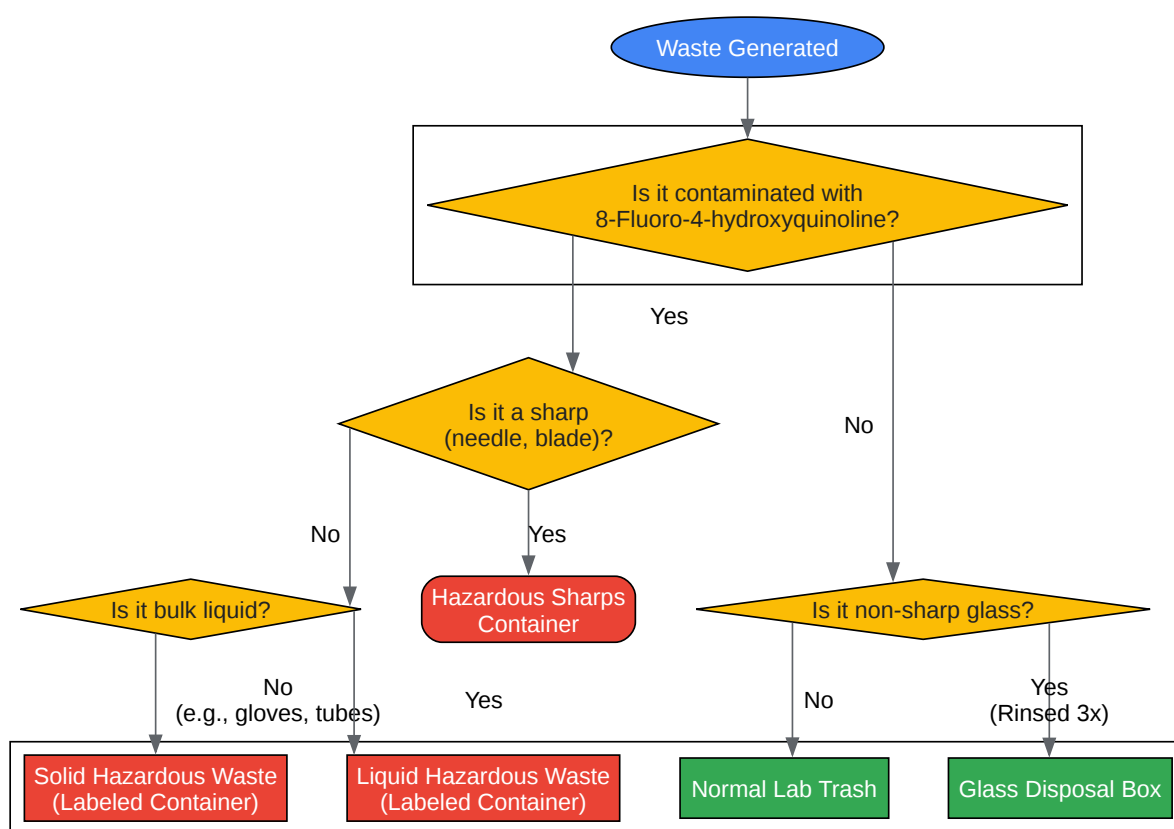 Waste Generated
Is it contaminated with
8-Fluoro-4-hydroxyquinoline?
Yes
Is it a sharp
(needle, blade)?
No
No
Yes
Is it bulk liquid?
Hazardous Sharps
Container
Is it non-sharp glass?
No
(e.g., gloves, tubes)
Yes
No
Yes
(Rinsed 3x)
Solid Hazardous Waste
(Labeled Container)
Liquid Hazardous Waste
(Labeled Container)
Normal Lab Trash
Glass Disposal Box